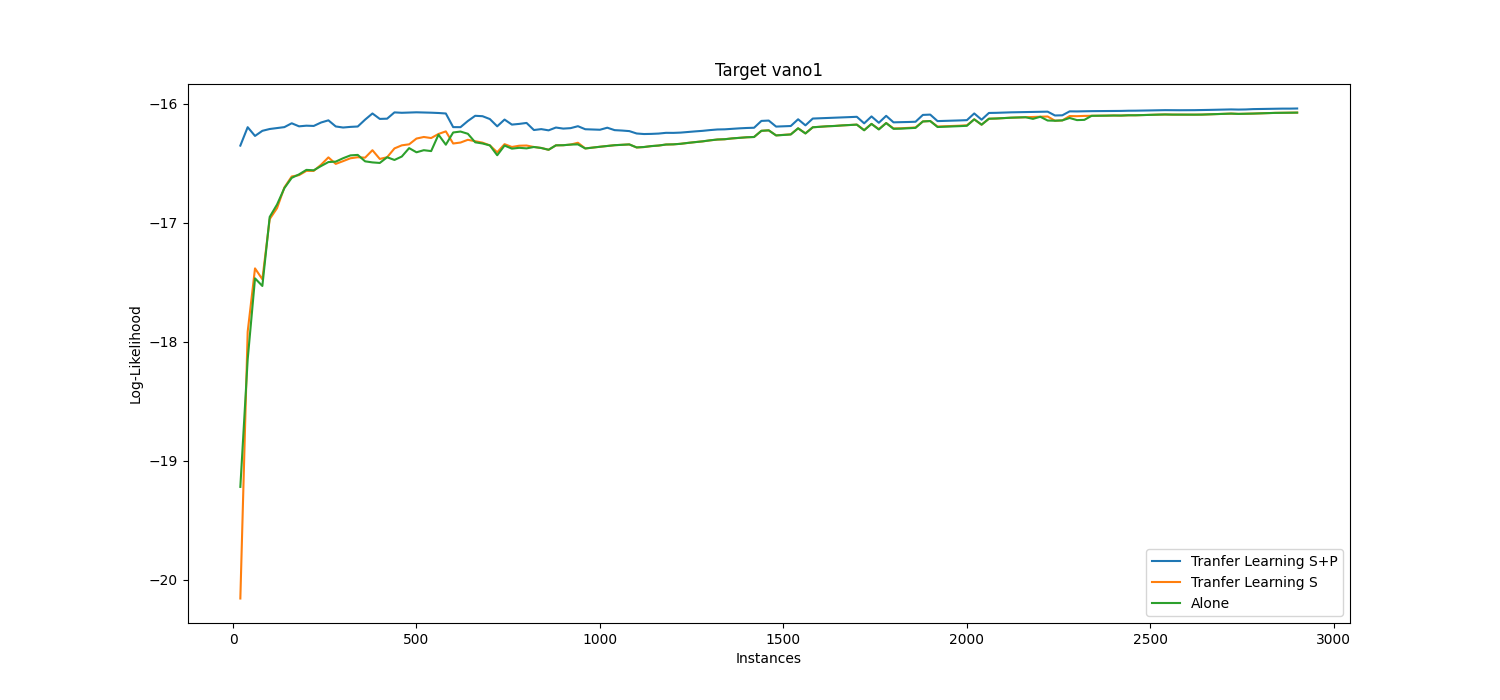 Target vano1
−16
−17
−18
−19
−20
Log-Likelihood
0
500
1000
1500
2000
2500
3000
Instances
Tranfer Learning S+P
Tranfer Learning S
Alone